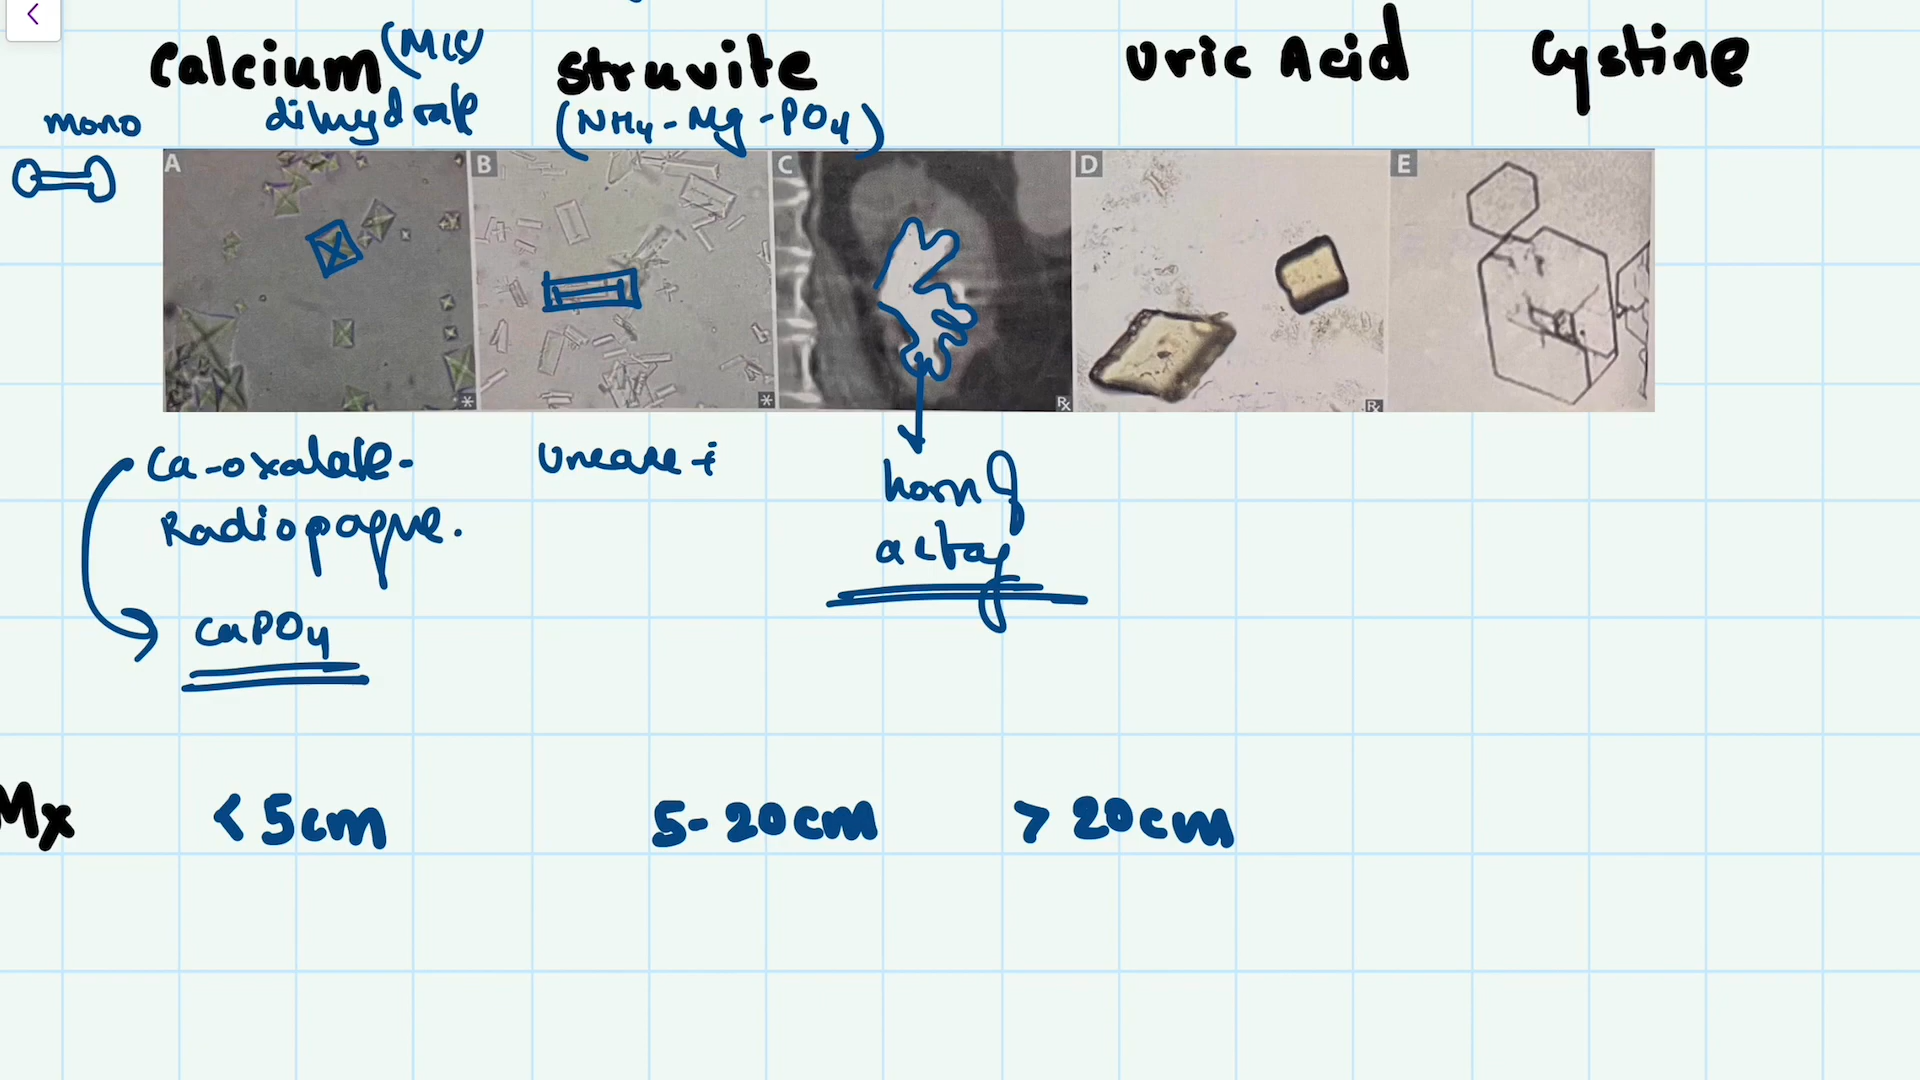 Calcium (MCC)
Struvite
Uric Acid
Cystine
mono
dihydrate
(NH4-Mg-PO4)
A
B
C
D
E
Ca-oxalate-
Radiopaque.
CaPO4
Urease +
horn
Mx
< 5cm
5-20cm
> 20cm